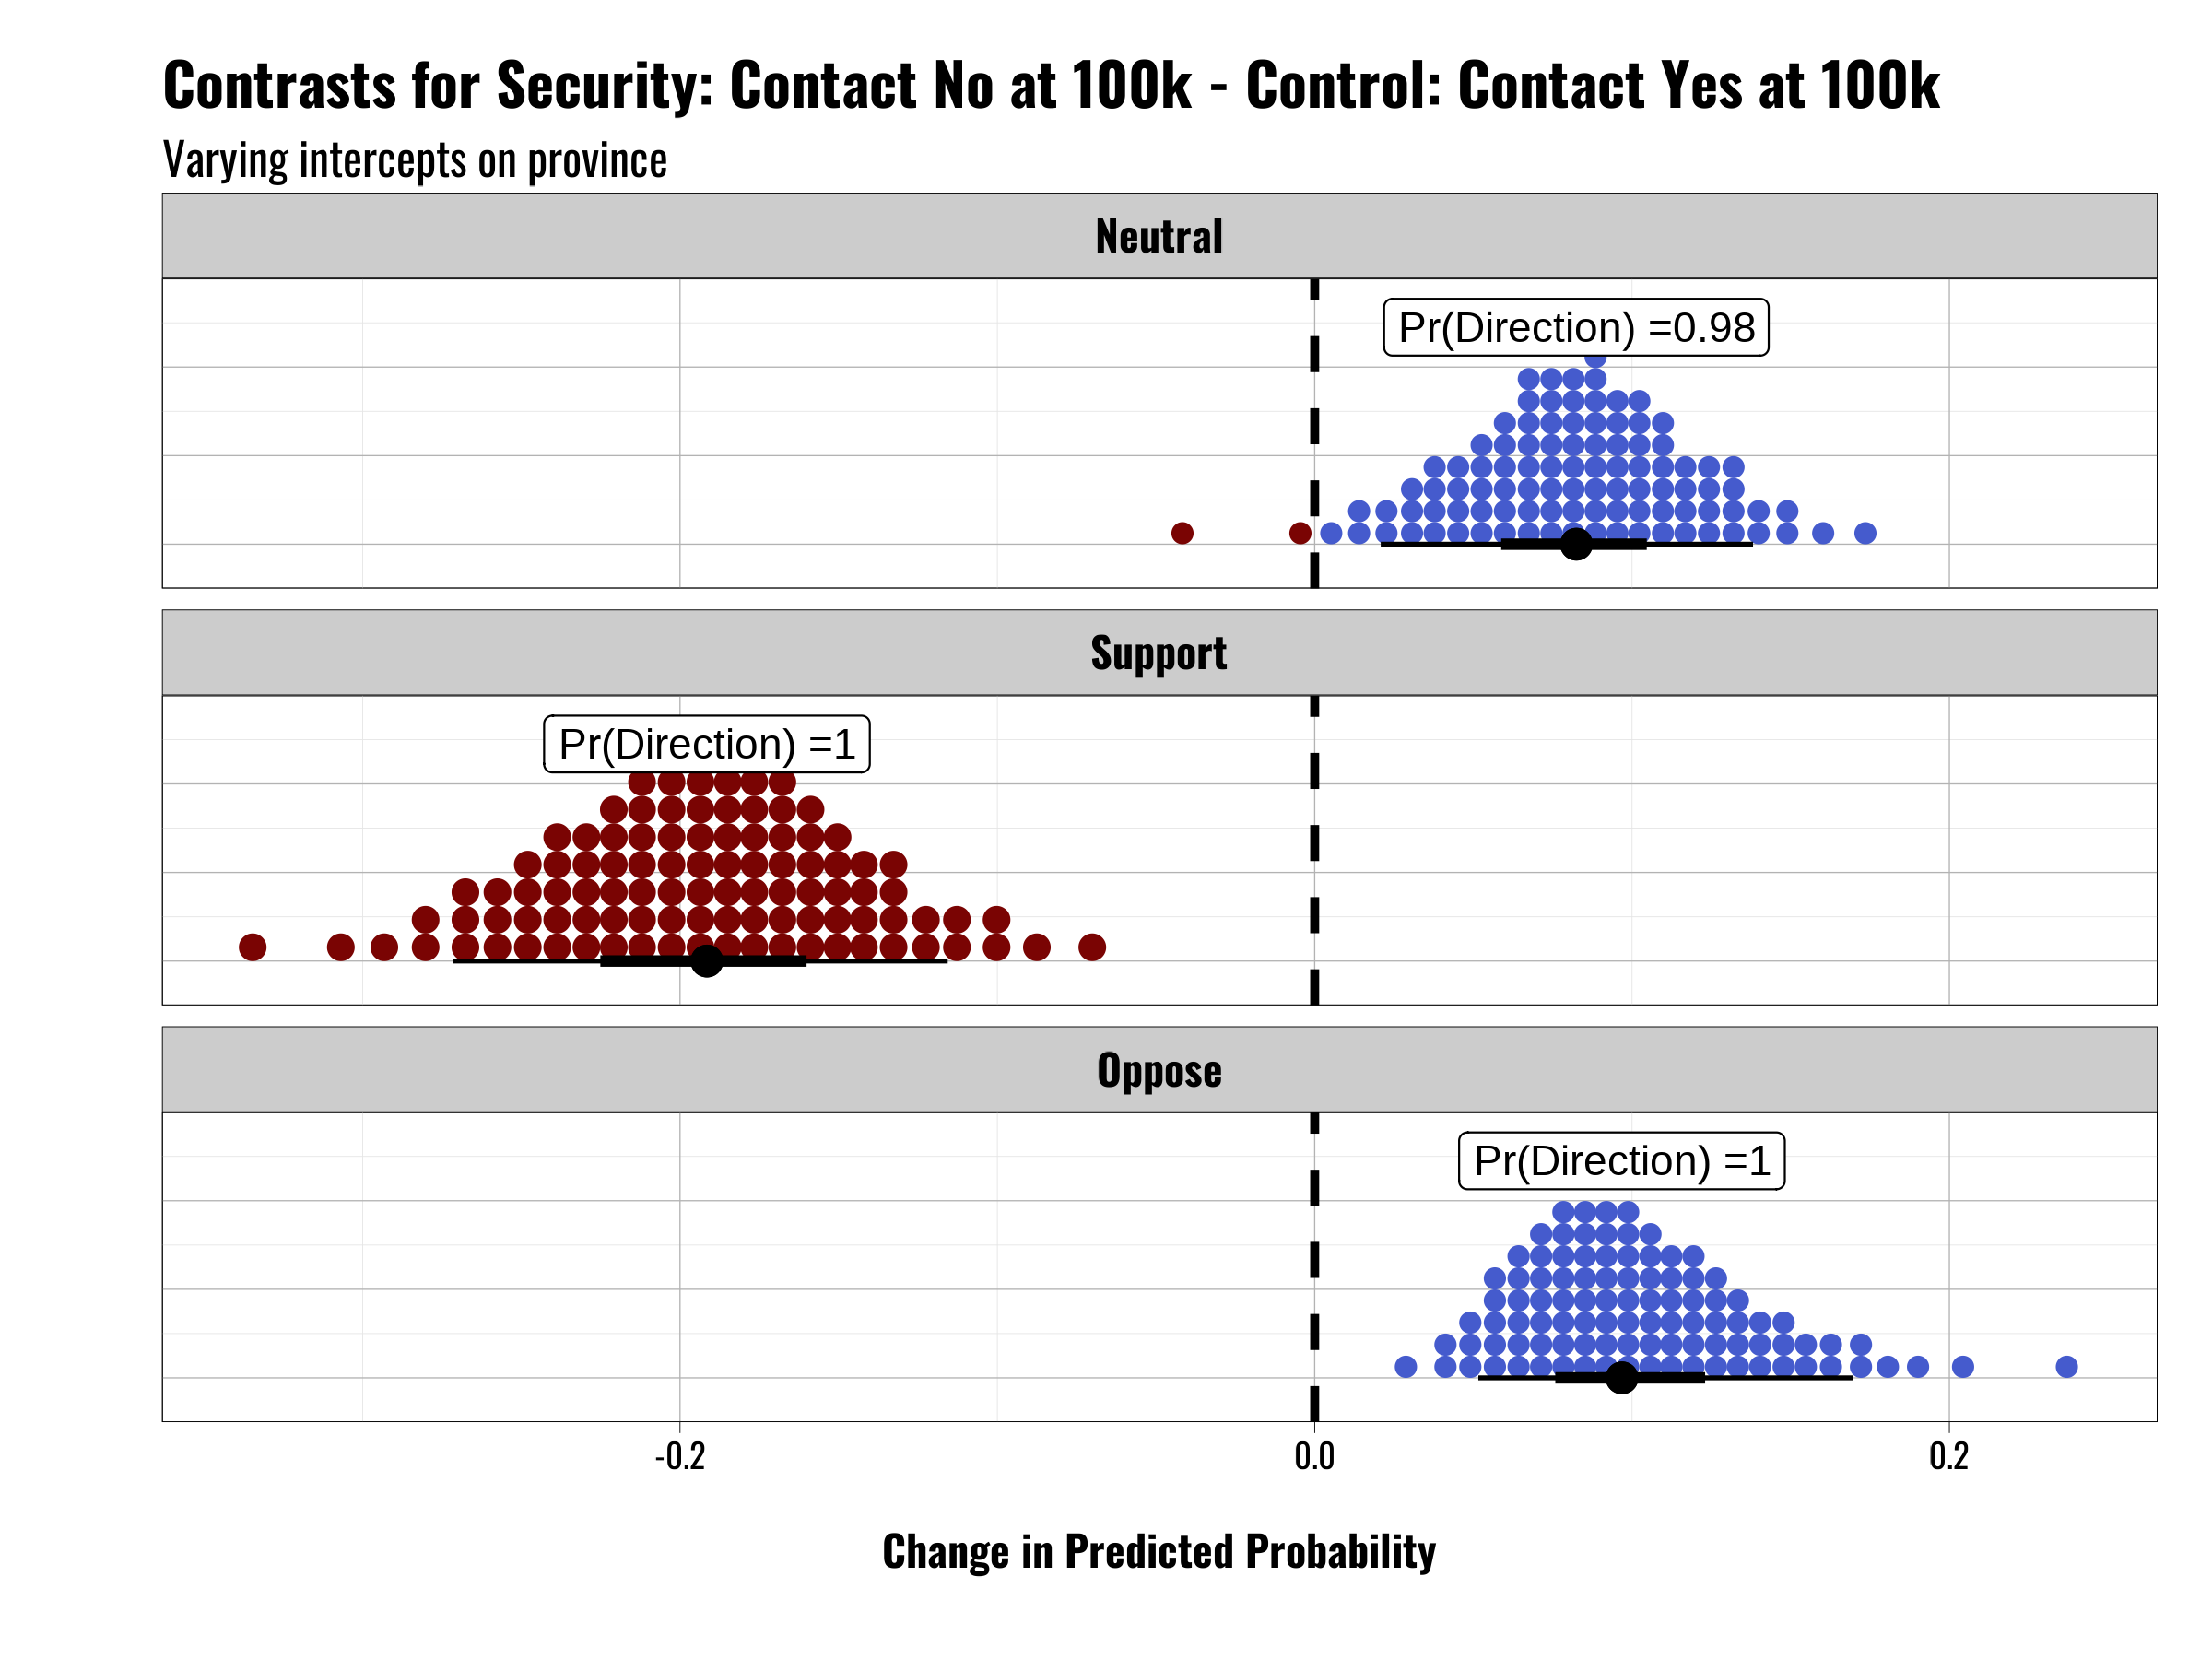 Contrasts for Security: Contact No at 100k - Control: Contact Yes at 100k
Varying intercepts on province
Neutral
Pr(Direction) =0.98
Support
Pr(Direction) =1
Oppose
Pr(Direction) =1
-0.2 0.0 0.2
Change in Predicted Probability